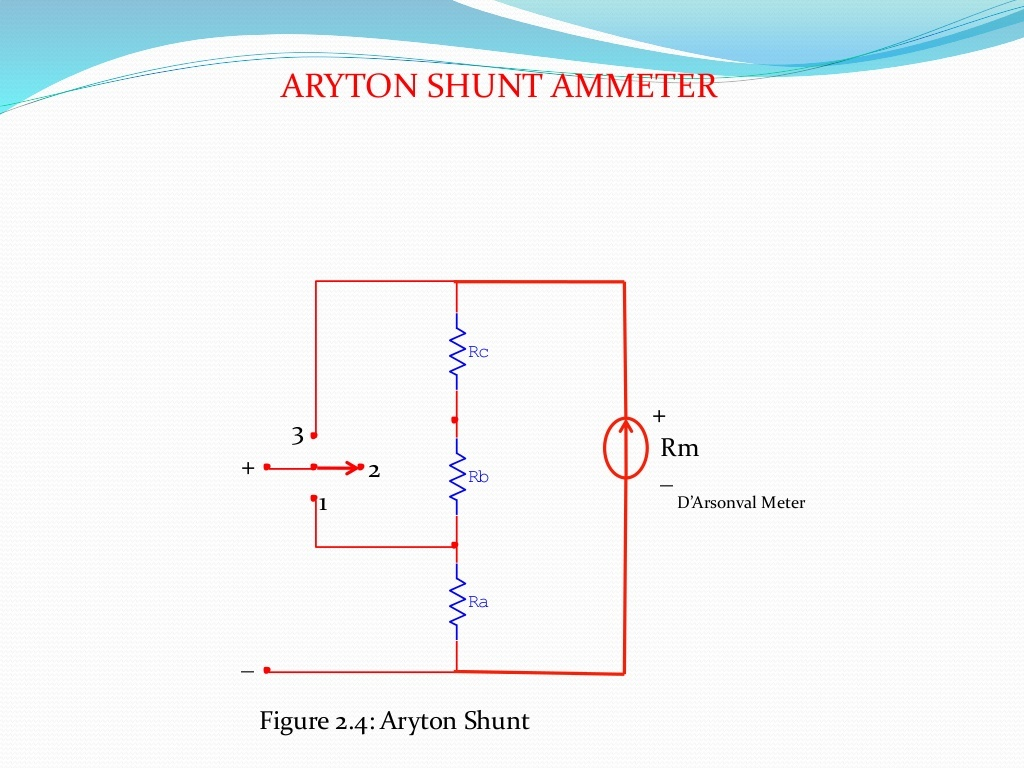 ARYTON SHUNT AMMETER
Rc
3
+
2
1
Rb
+
Rm
_
D’Arsonval Meter
Ra
_
Figure 2.4: Aryton Shunt